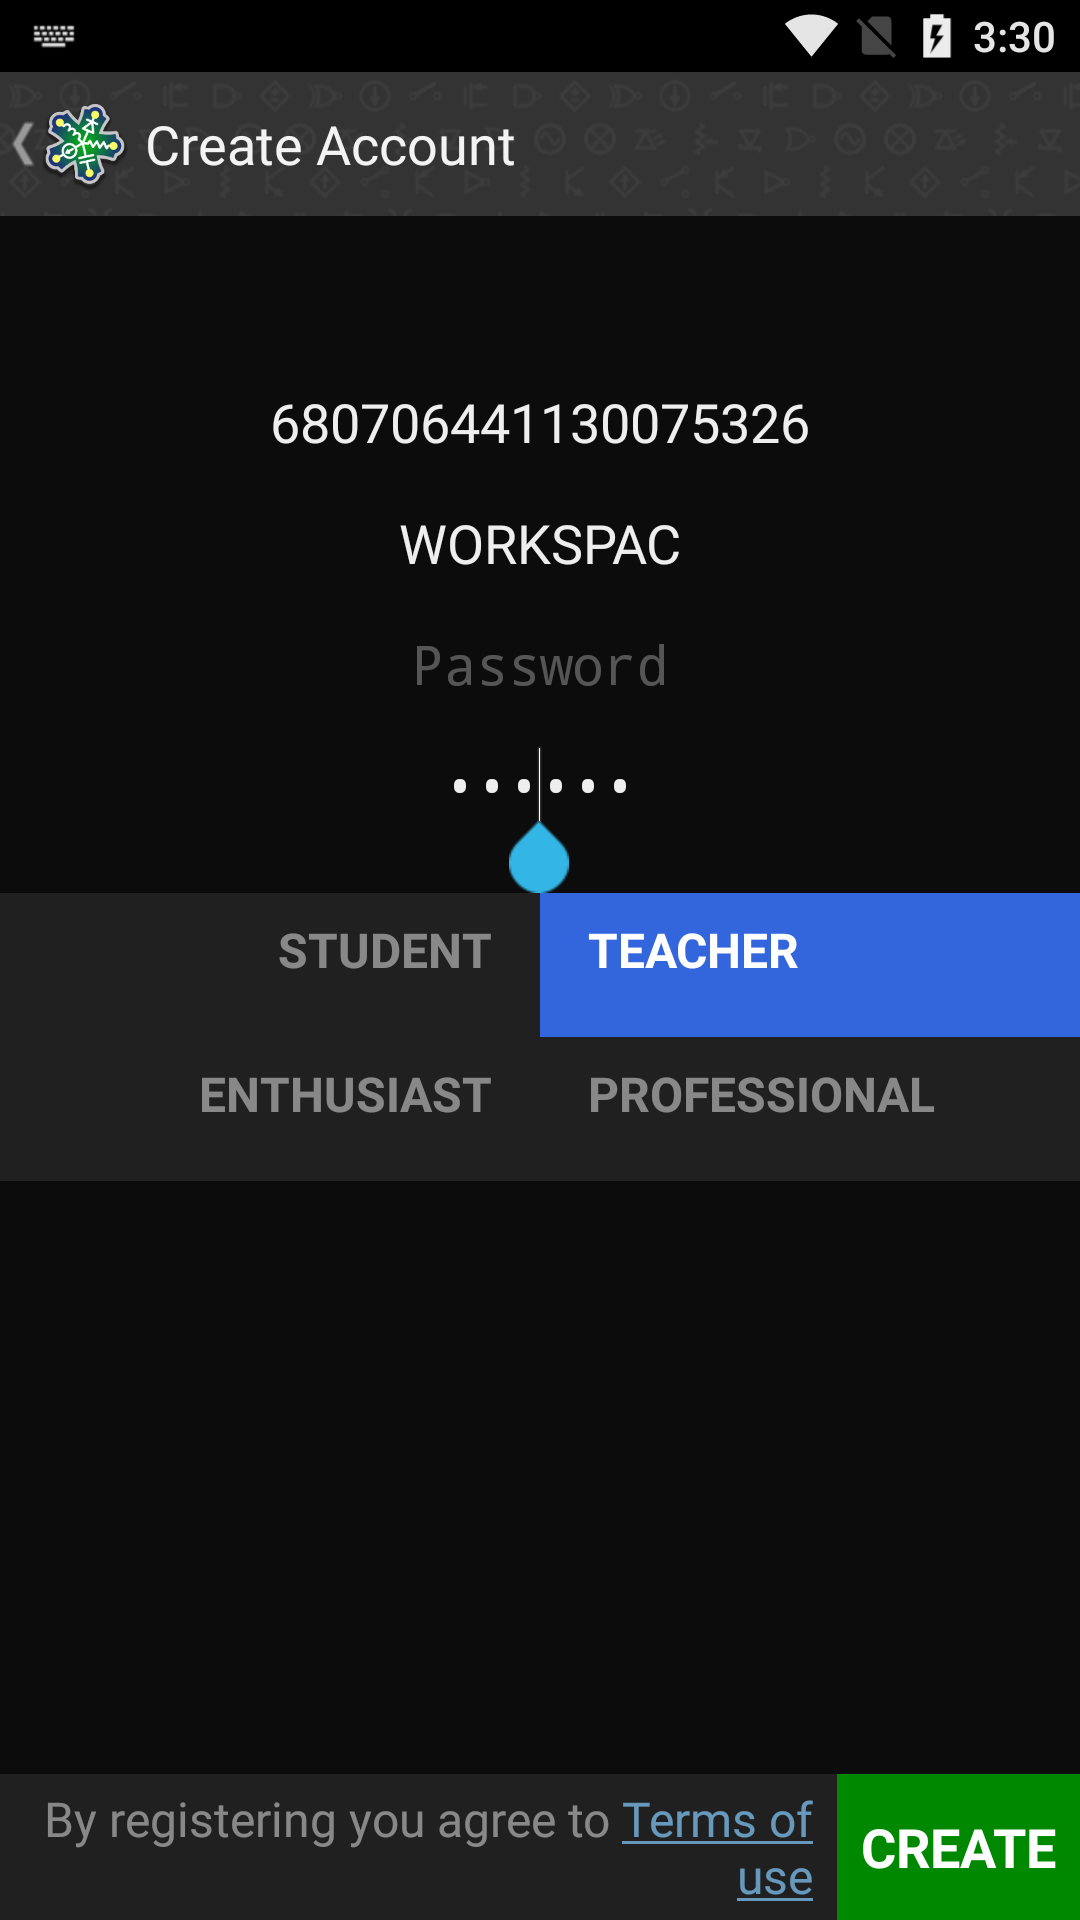 3:30
Create Account
680706441130075326
WORKSPAC
Password
••••••
STUDENT
TEACHER
ENTHUSIAST
PROFESSIONAL
By registering you agree to Terms of
use
CREATE